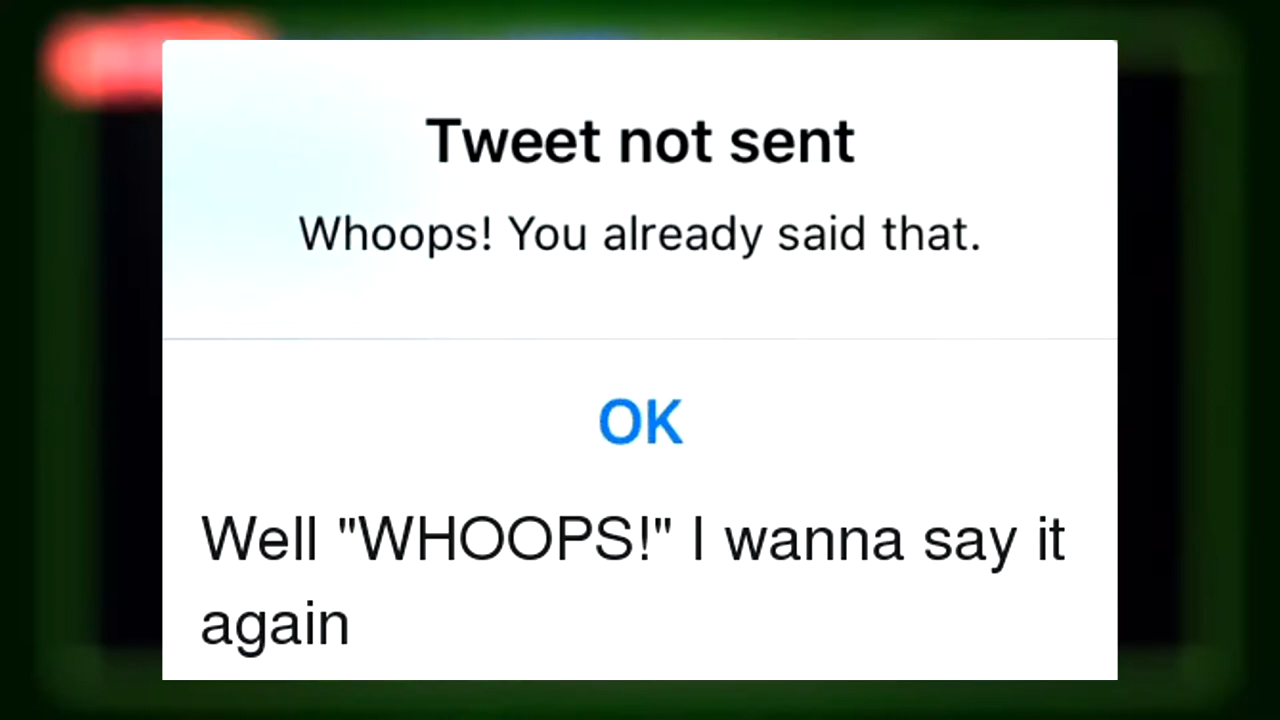 Tweet not sent
Whoops! You already said that.
OK
Well "WHOOPS!" I wanna say it
again